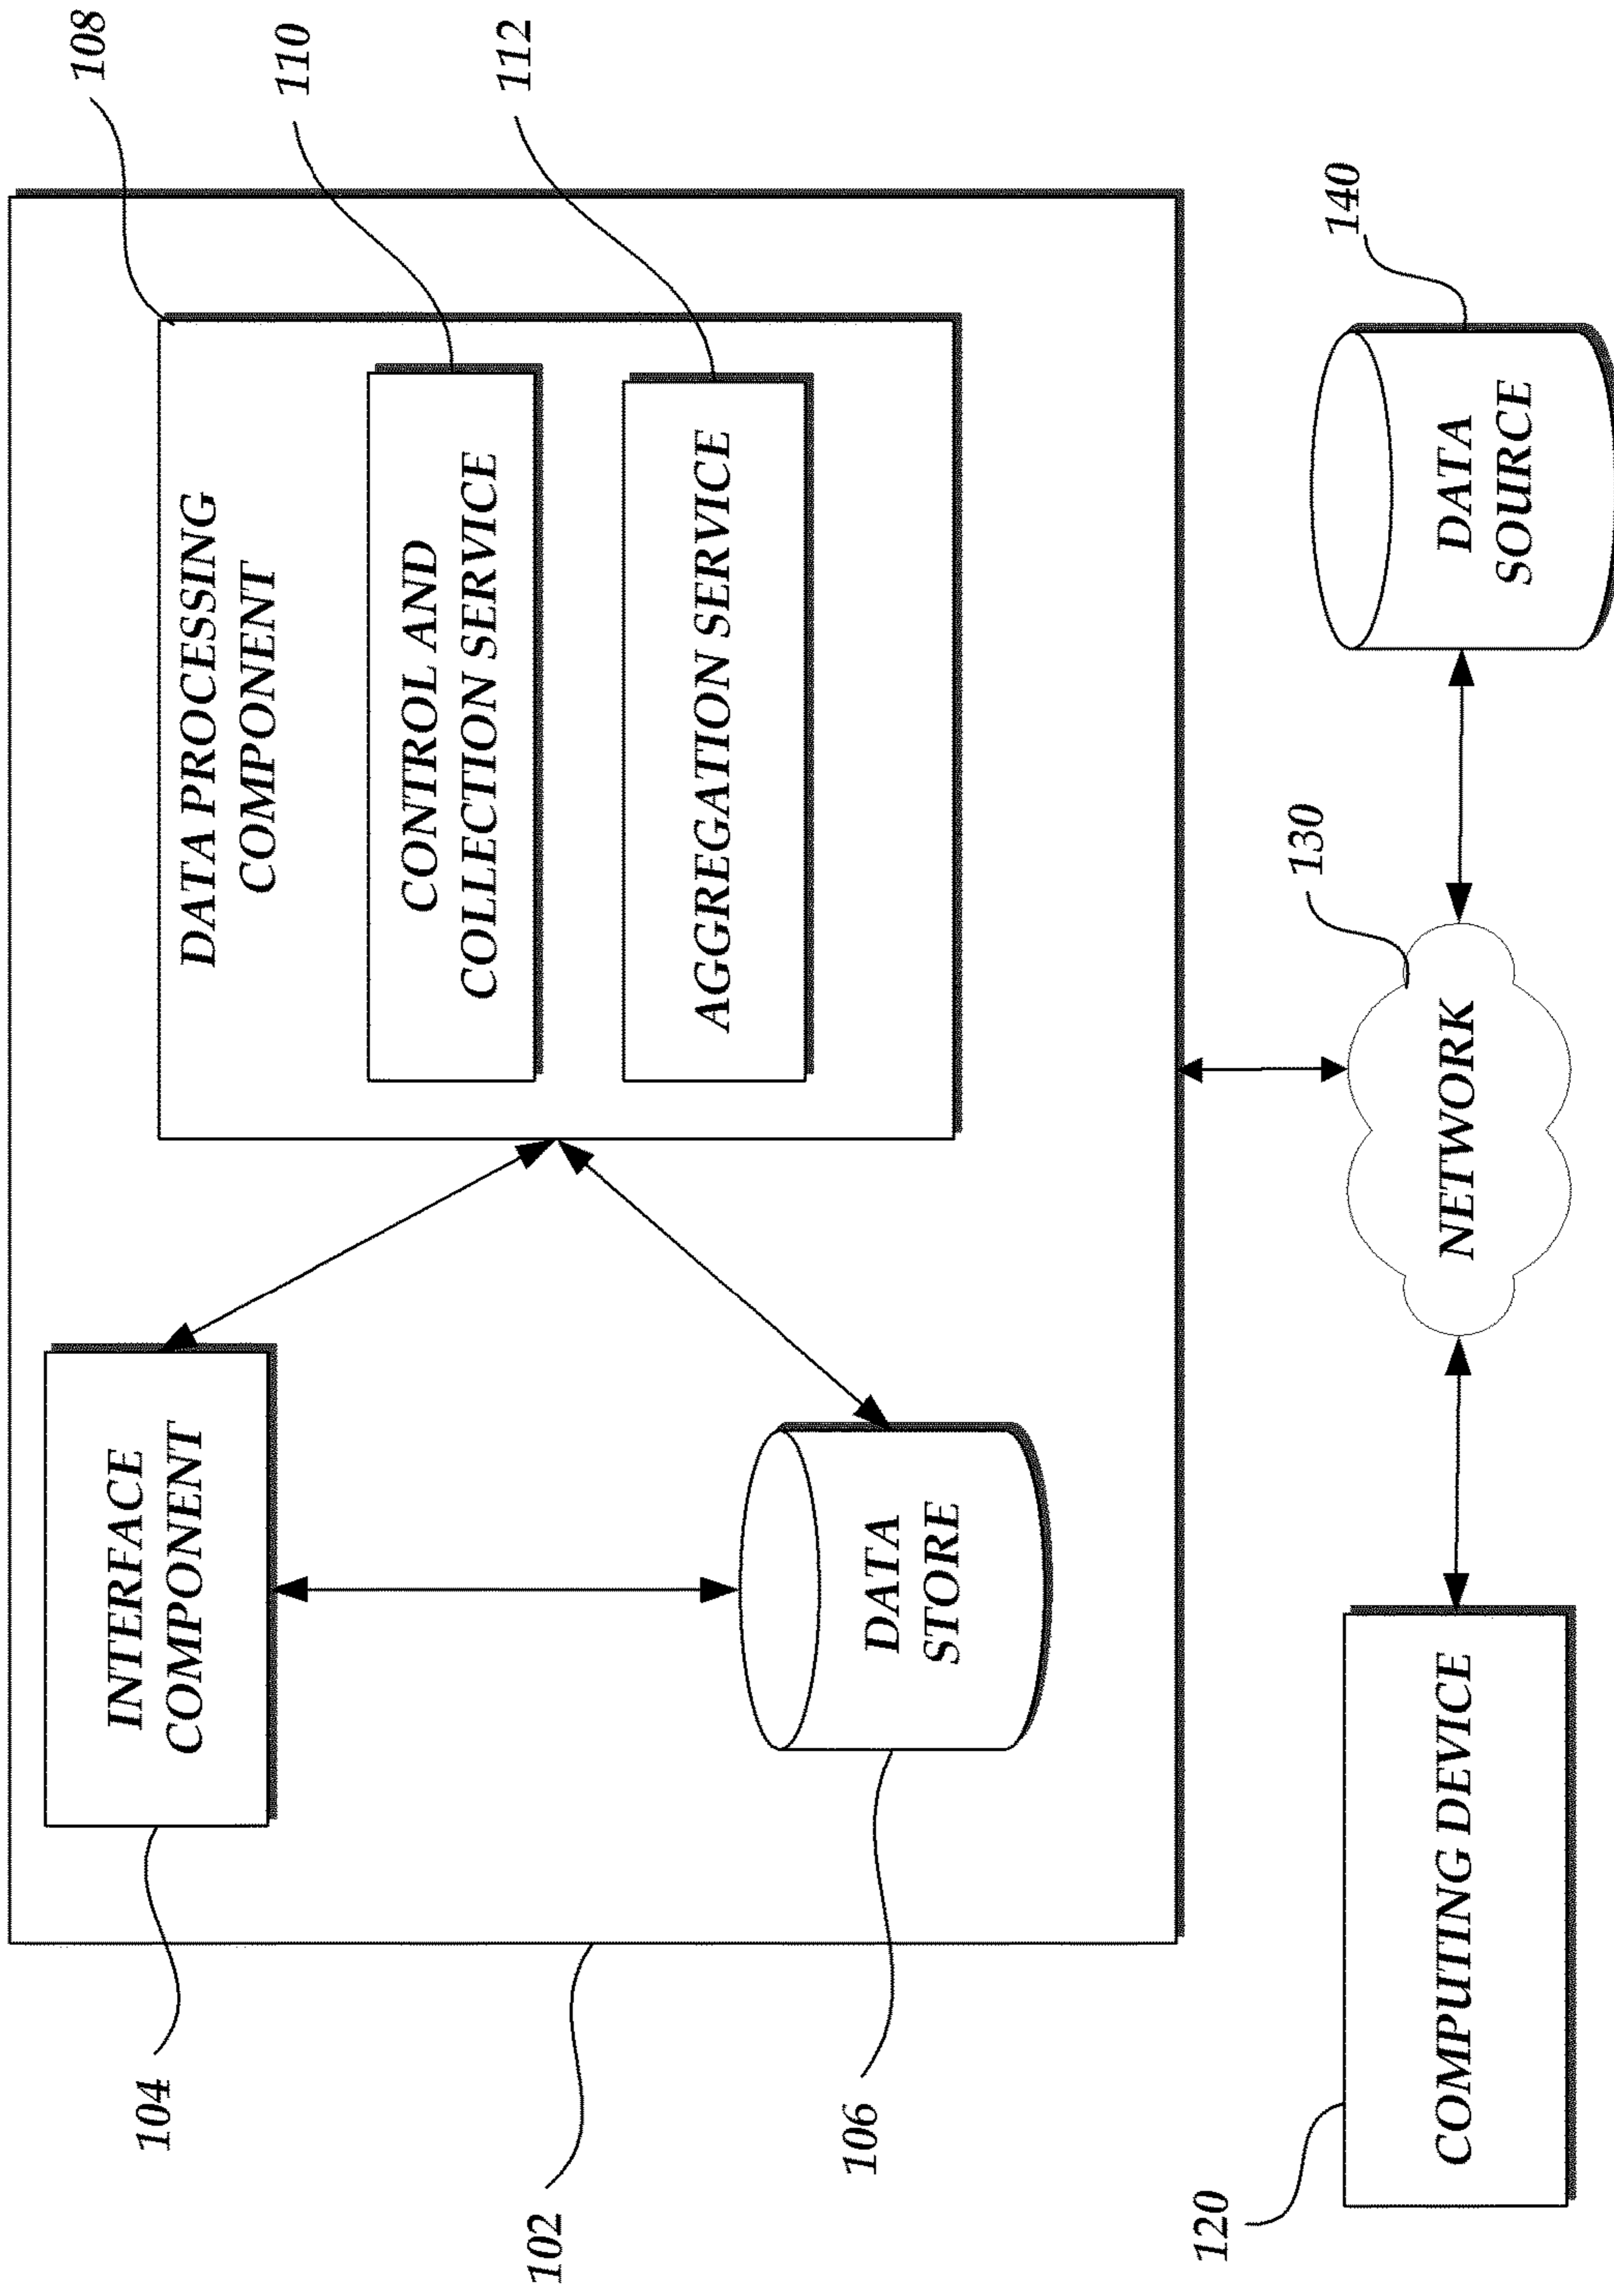 108
110
112
DATA PROCESSING
COMPONENT
CONTROL AND
COLLECTION SERVICE
AGGREGATION SERVICE
INTERFACE
COMPONENT
104
DATA
STORE
106
102
COMPUTING DEVICE
120
NETWORK
130
DATA
SOURCE
140